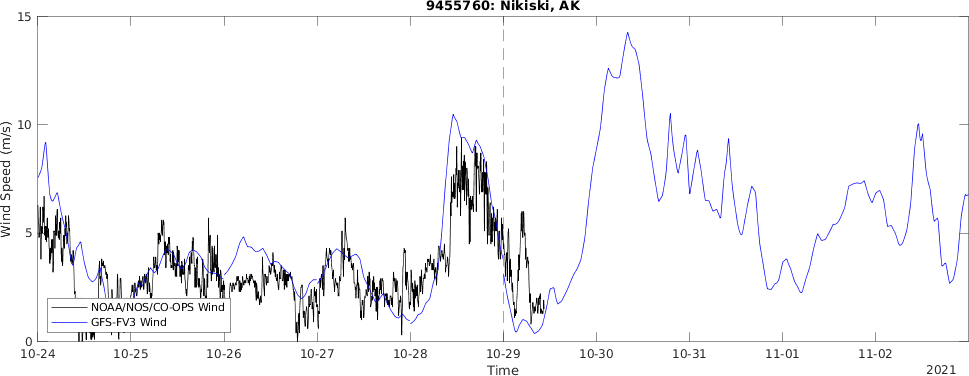 9455760: Nikiski, AK
Wind Speed (m/s)
15
10
5
0
NOAA/NOS/CO-OPS Wind
GFS-FV3 Wind
10-24 10-25 10-26 10-27 10-28 10-29 10-30 10-31 11-01 11-02
Time
2021